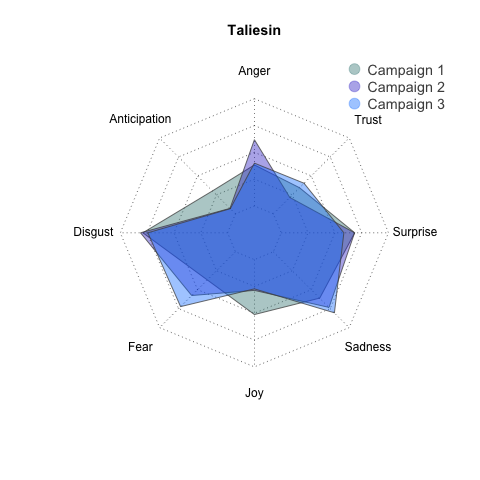 Taliesin
Anger
Campaign 1
Campaign 2
Campaign 3
Anticipation
Trust
Disgust
Surprise
Fear
Sadness
Joy